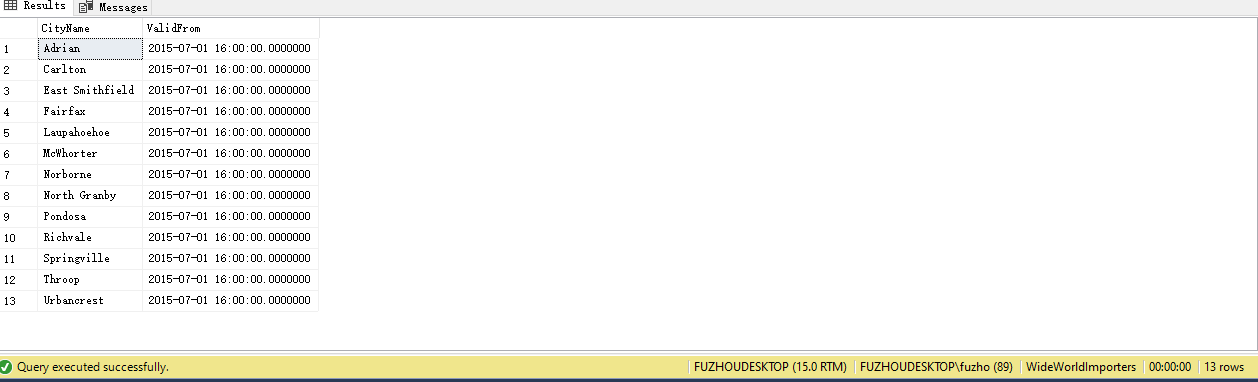 Results Messages
CityName ValidFrom
1 Adrian 2015-07-01 16:00:00.0000000
2 Carlton 2015-07-01 16:00:00.0000000
3 East Smithfield 2015-07-01 16:00:00.0000000
4 Fairfax 2015-07-01 16:00:00.0000000
5 Laupahoehoe 2015-07-01 16:00:00.0000000
6 McWhorter 2015-07-01 16:00:00.0000000
7 Norborne 2015-07-01 16:00:00.0000000
8 North Granby 2015-07-01 16:00:00.0000000
9 Pondosa 2015-07-01 16:00:00.0000000
10 Richvale 2015-07-01 16:00:00.0000000
11 Springville 2015-07-01 16:00:00.0000000
12 Throop 2015-07-01 16:00:00.0000000
13 Urbancrest 2015-07-01 16:00:00.0000000
Query executed successfully. FUZHOUDESKTOP (15.0 RTM) FUZHOUDESKTOP\fuzho (89) WideWorldImporters 00:00:00 13 rows